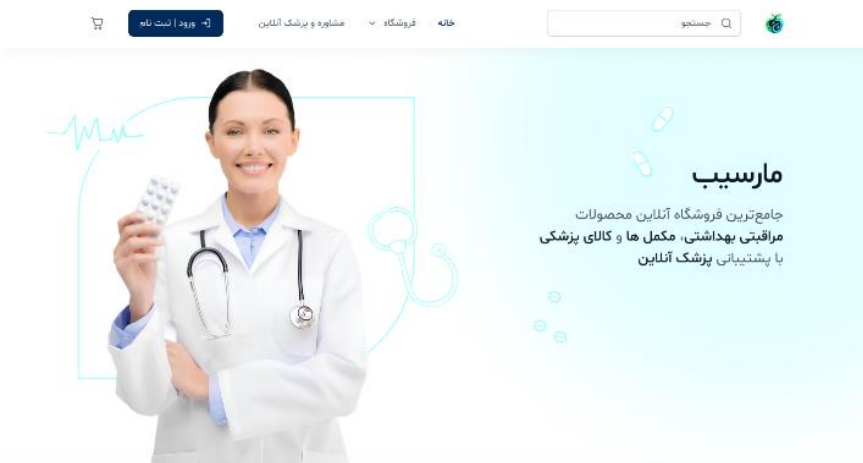 جستجو
خانه
فروشگاه
مشاوره و پزشک آنلاین
ورود | ثبت نام
مارسیب
جامع‌ترین فروشگاه آنلاین محصولات
مراقبتی بهداشتی، مکمل ها و کالای پزشکی
با پشتیبانی پزشک آنلاین